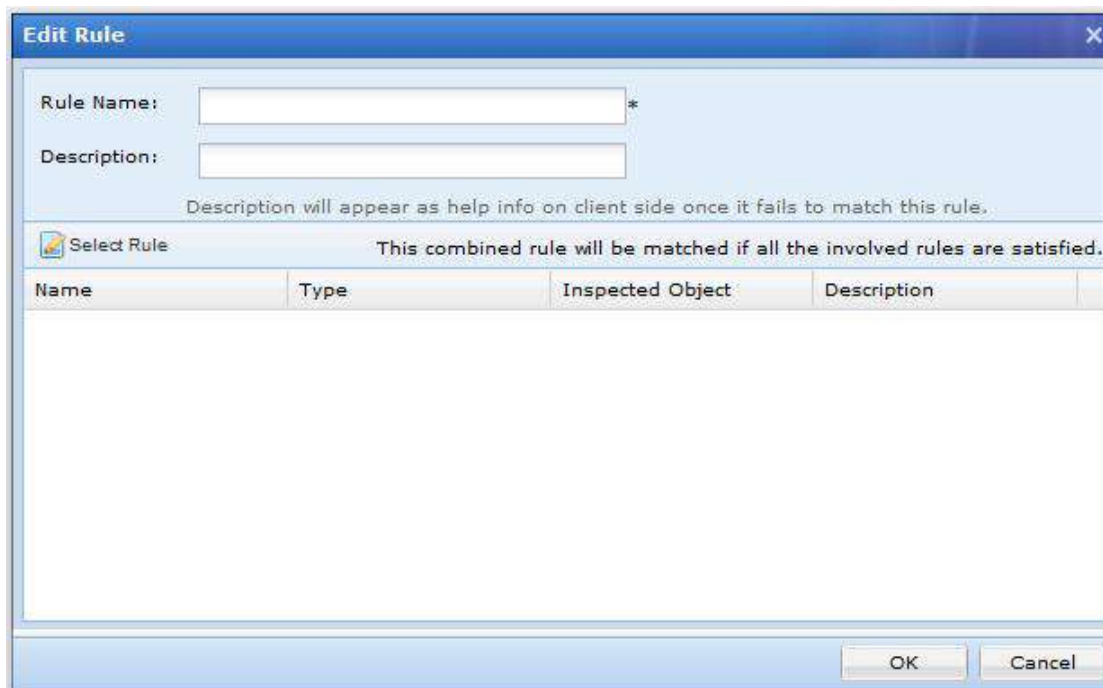 Edit Rule
Rule Name: *
Description:
Description will appear as help info on client side once it fails to match this rule.
Select Rule This combined rule will be matched if all the involved rules are satisfied.
Name Type Inspected Object Description
OK Cancel